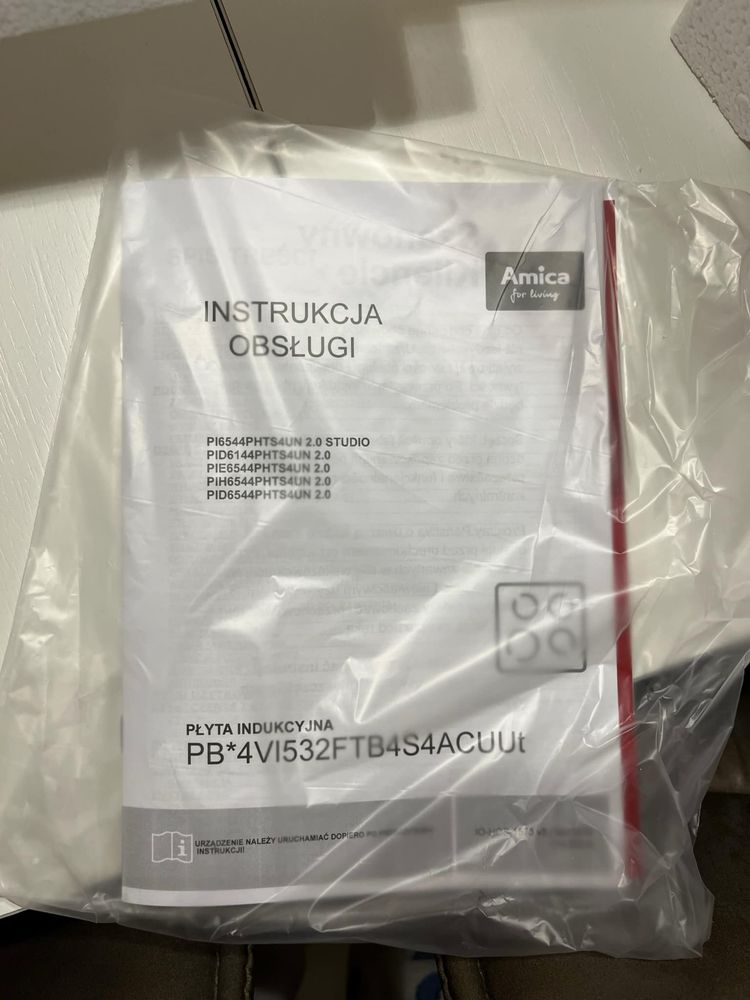 Amica
for living
INSTRUKCJA
OBSŁUGI
PI6544PHTS4UN 2.0 STUDIO
PID6144PHTS4UN 2.0
PIE6544PHTS4UN 2.0
PIH6544PHTS4UN 2.0
PID6544PHTS4UN 2.0
PŁYTA INDUKCYJNA
PB*4VI532FTB4S4ACUUt
URZĄDZENIE NALEŻY URUCHAMIAĆ DOPIERO PO
INSTRUKCJI!